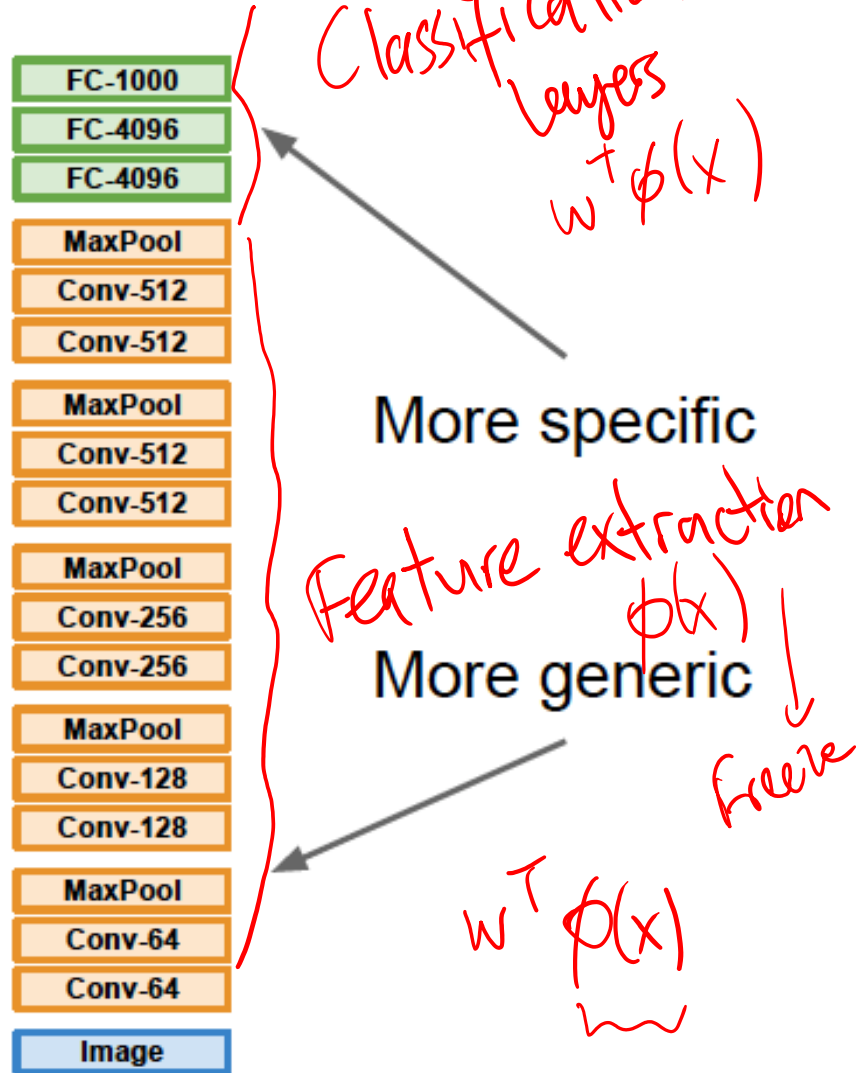 Classification
layers
w^T φ(x)
FC-1000
FC-4096
FC-4096
MaxPool
Conv-512
Conv-512
MaxPool
Conv-512
Conv-512
MaxPool
Conv-256
Conv-256
MaxPool
Conv-128
Conv-128
MaxPool
Conv-64
Conv-64
Image
More specific
Feature extraction
φ(x)
More generic
freeze
w^T φ(x)